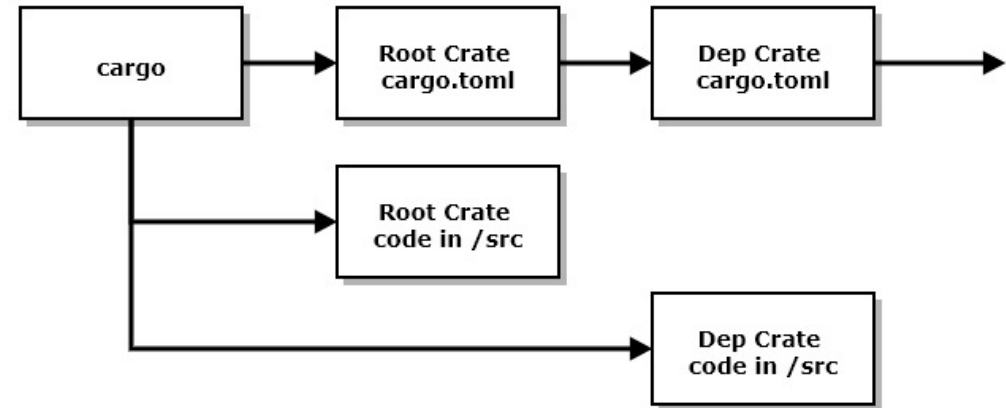 cargo
Root Crate
cargo.toml
Dep Crate
cargo.toml
Root Crate
code in /src
Dep Crate
code in /src